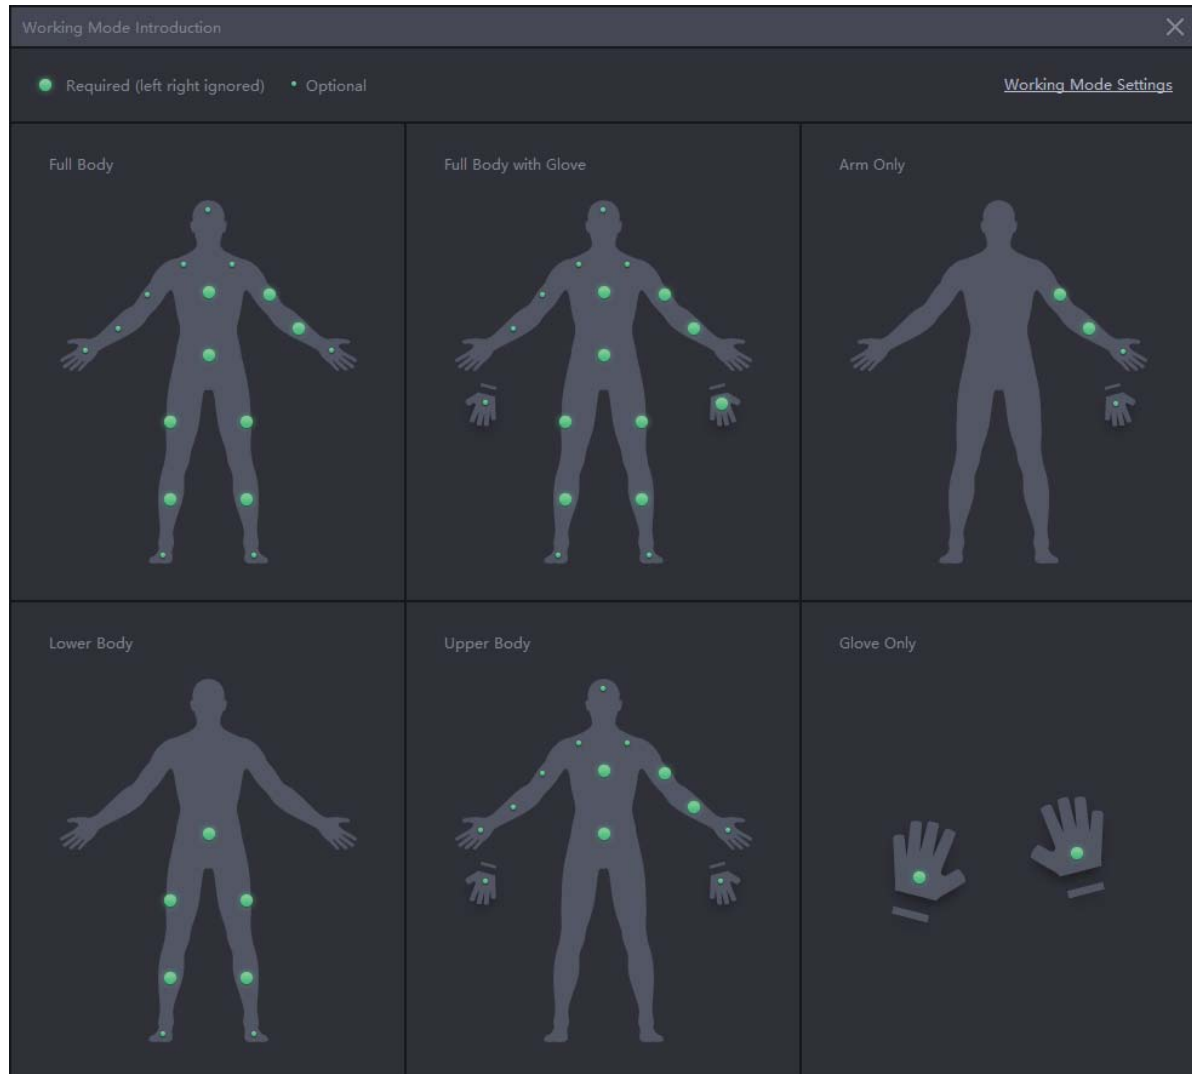 Working Mode Introduction
Required (left right ignored) Optional Working Mode Settings
Full Body Full Body with Glove Arm Only
Lower Body Upper Body Glove Only